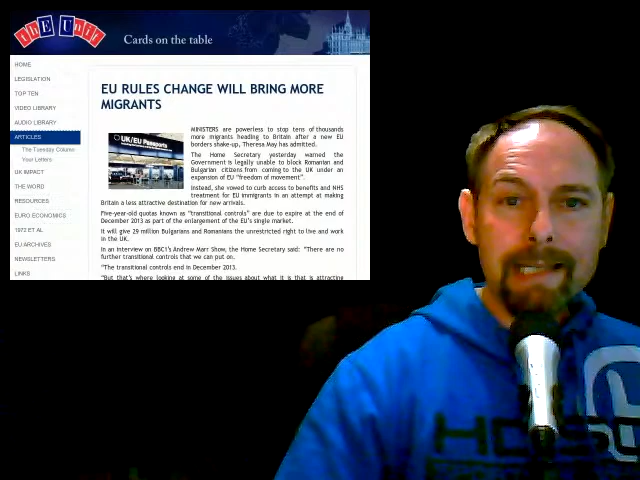 thE Unit
Cards on the table
HOME
LEGISLATION
TOP TEN
VIDEO LIBRARY
AUDIO LIBRARY
ARTICLES
The Tuesday Column
Your Letters
UK IMPACT
THE WORD
RESOURCES
EURO ECONOMICS
1972 ET AL
EU ARCHIVES
NEWSLETTERS
LINKS
EU RULES CHANGE WILL BRING MORE
MIGRANTS
UK/EU Passports
MINISTERS are powerless to stop tens of thousands
more migrants heading to Britain after a new EU
borders shake-up, Theresa May has admitted.
The Home Secretary yesterday warned the
Government is legally unable to block Romanian and
Bulgarian citizens from coming to the UK under an
expansion of EU "freedom of movement".
Instead, she vowed to curb access to benefits and NHS
treatment for EU immigrants in an attempt at making
Britain a less attractive destination for new arrivals.
Five-year-old quotas known as "transitional controls" are due to expire at the end of
December 2013 as part of the enlargement of the EU's single market.
It will give 29 million Bulgarians and Romanians the unrestricted right to live and work
in the UK.
In an interview on BBC1's Andrew Marr Show, the Home Secretary said: "There are no
further transitional controls that we can put on.
"The transitional controls end in December 2013.
"But that's where looking at some of the issues about what it is that is attracting